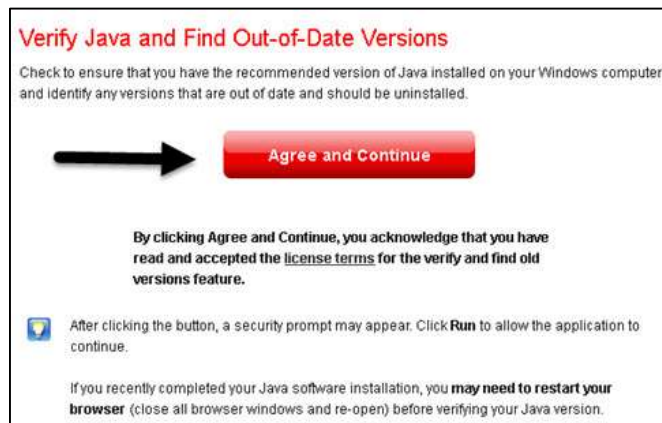 Verify Java and Find Out-of-Date Versions
Check to ensure that you have the recommended version of Java installed on your Windows computer
and identify any versions that are out of date and should be uninstalled.
Agree and Continue
By clicking Agree and Continue, you acknowledge that you have
read and accepted the license terms for the verify and find old
versions feature.
After clicking the button, a security prompt may appear. Click Run to allow the application to
continue.
If you recently completed your Java software installation, you may need to restart your
browser (close all browser windows and re-open) before verifying your Java version.